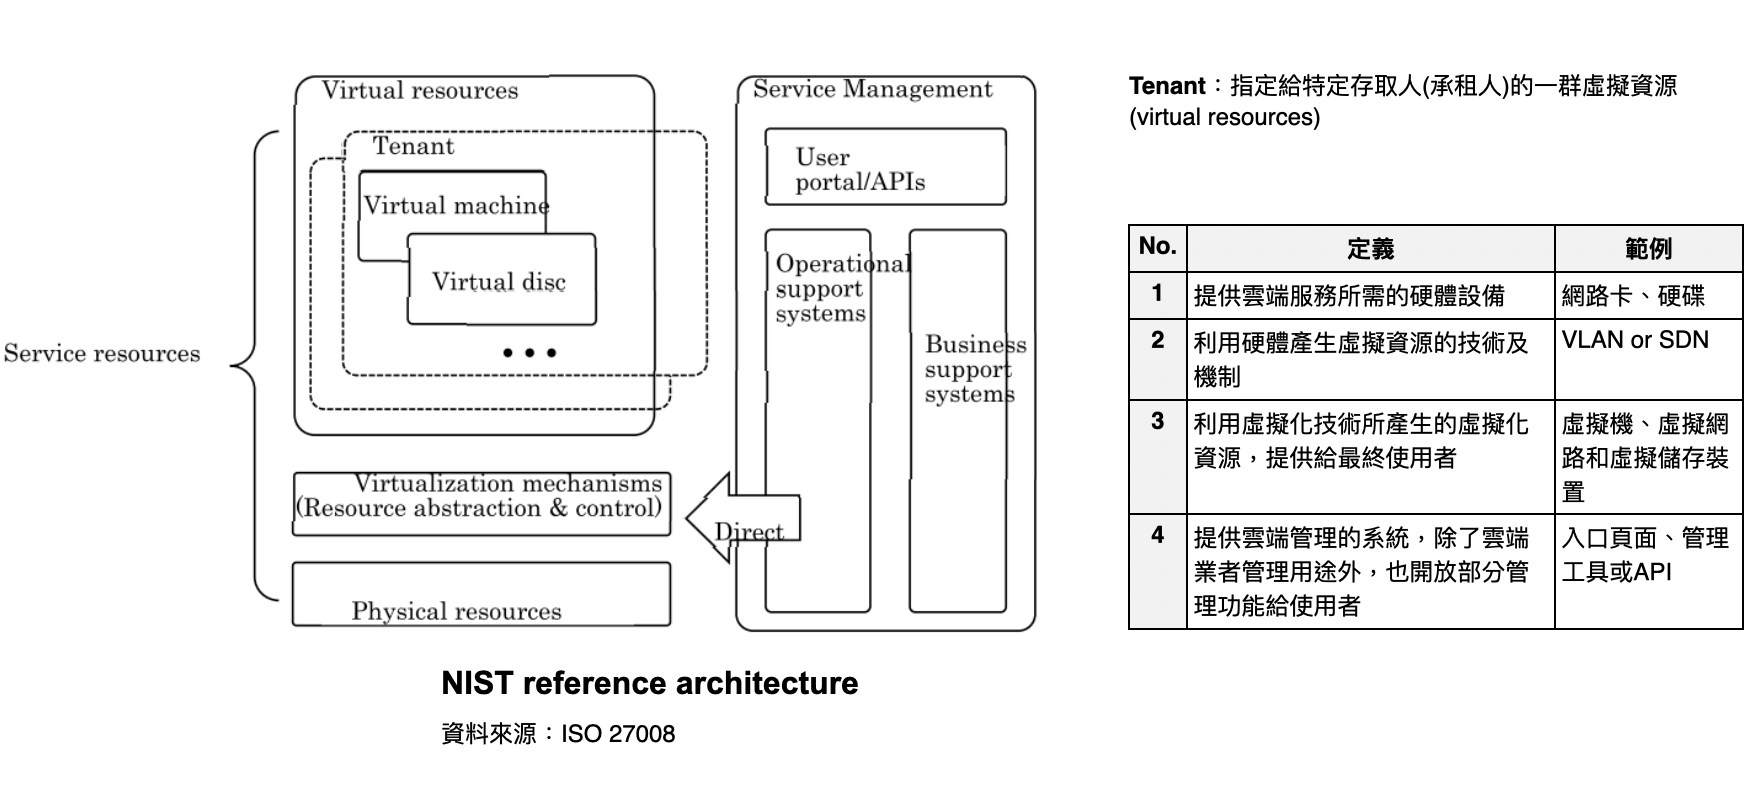 Virtual resources
Tenant
Virtual machine
Virtual disc
•••
Service resources
Virtualization mechanisms
(Resource abstraction & control)
Physical resources
Service Management
User
portal/APIs
Operational
support
systems
Business
support
systems
Direct
NIST reference architecture
資料來源：ISO 27008
Tenant：指定給特定存取人(承租人)的一群虛擬資源
(virtual resources)
No. 定義 範例
1 提供雲端服務所需的硬體設備 網路卡、硬碟
2 利用硬體產生虛擬資源的技術及 VLAN or SDN
機制
3 利用虛擬化技術所產生的虛擬化 虛擬機、虛擬網
資源，提供給最終使用者 路和虛擬儲存裝
置
4 提供雲端管理的系統，除了雲端 入口頁面、管理
業者管理用途外，也開放部分管 工具或API
理功能給使用者